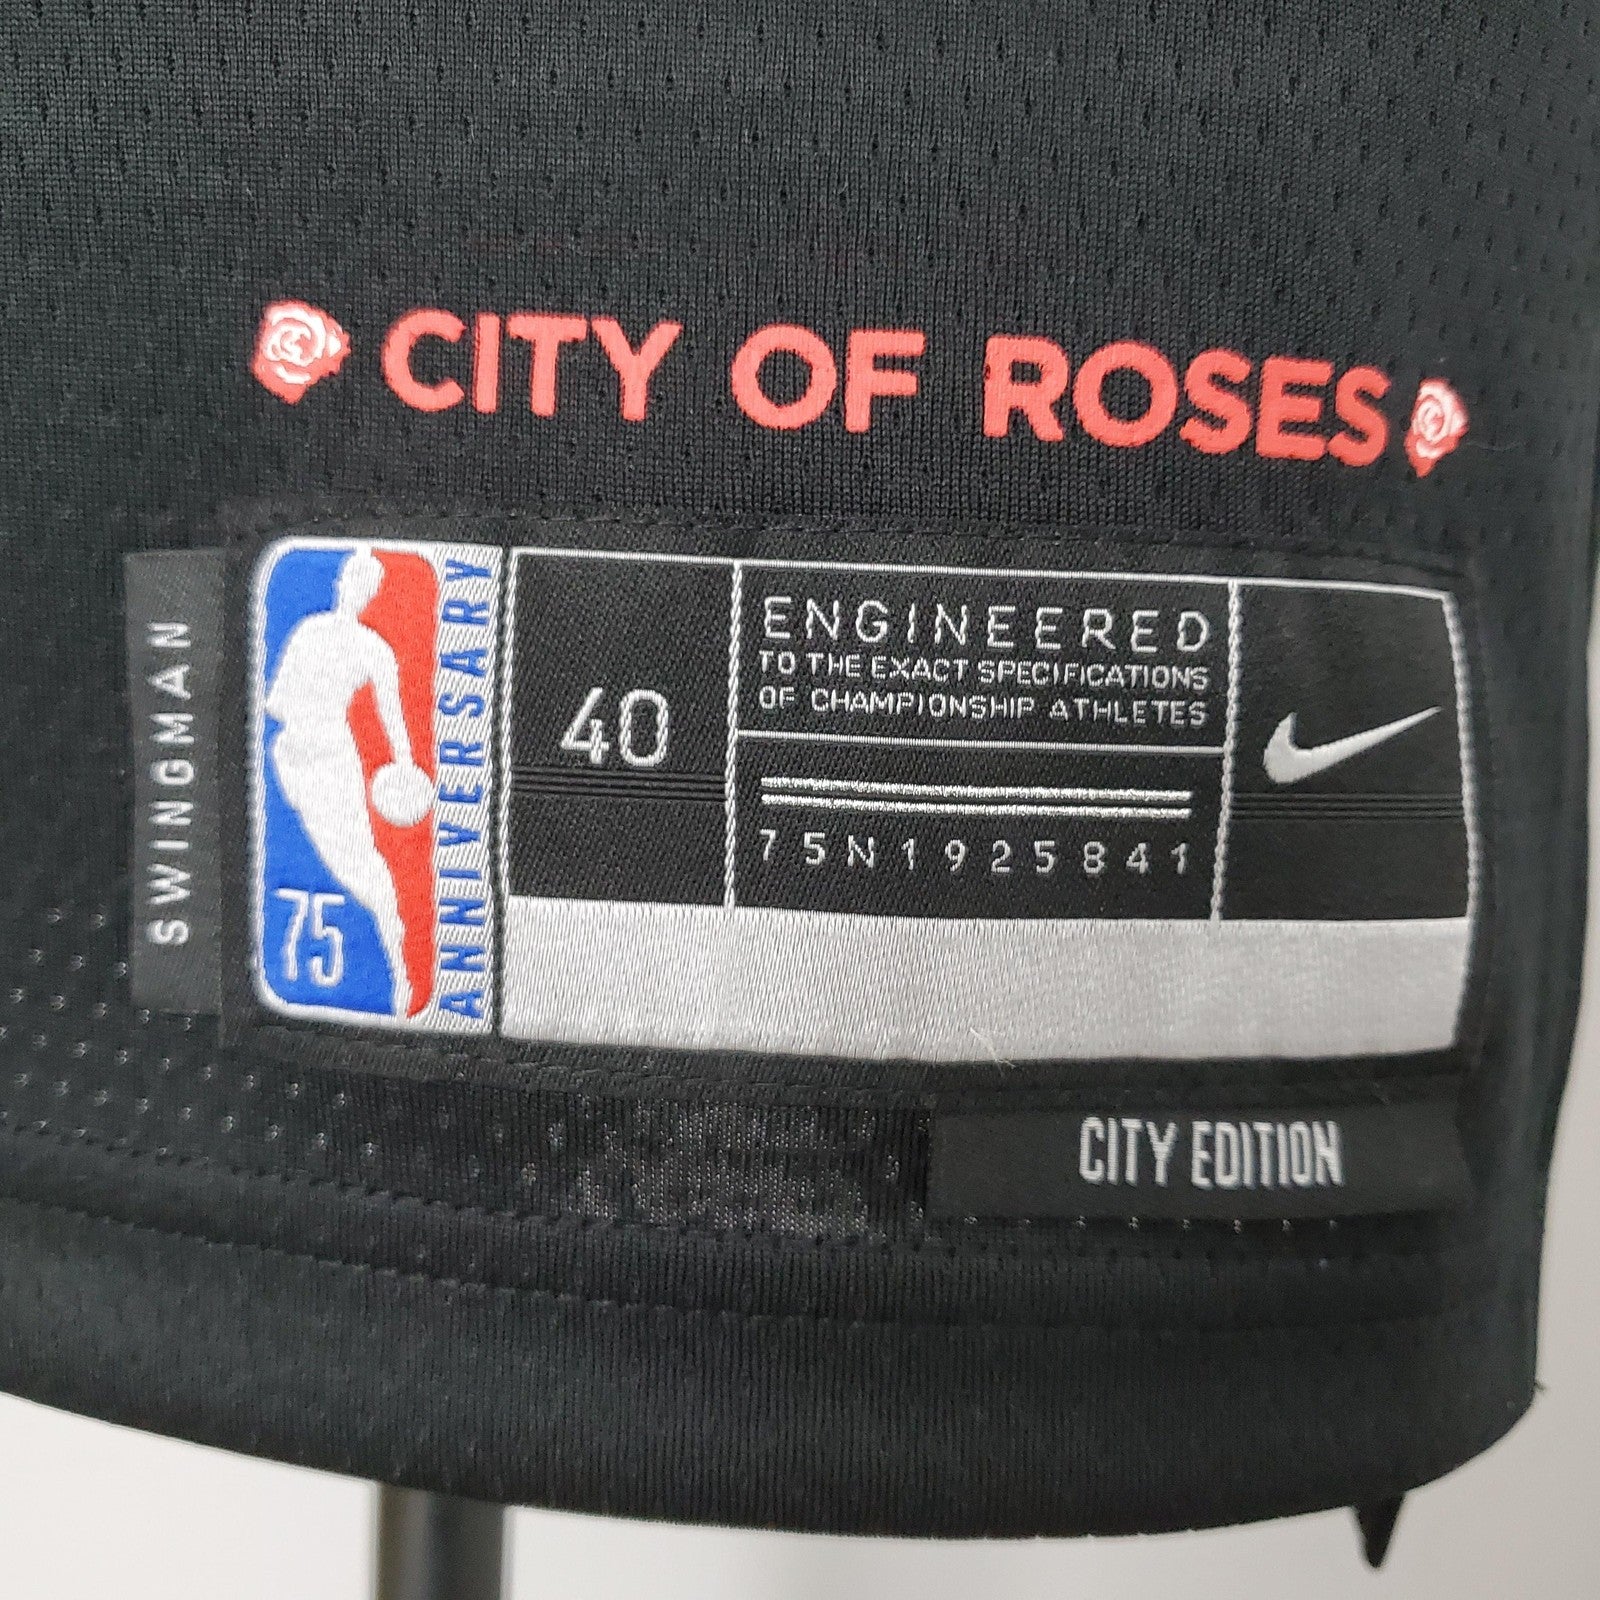 CITY OF ROSES
SWINGMAN
75
ANNIVERSARY
40
ENGINEERED
TO THE EXACT SPECIFICATIONS
OF CHAMPIONSHIP ATHLETES
75N1925841
CITY EDITION